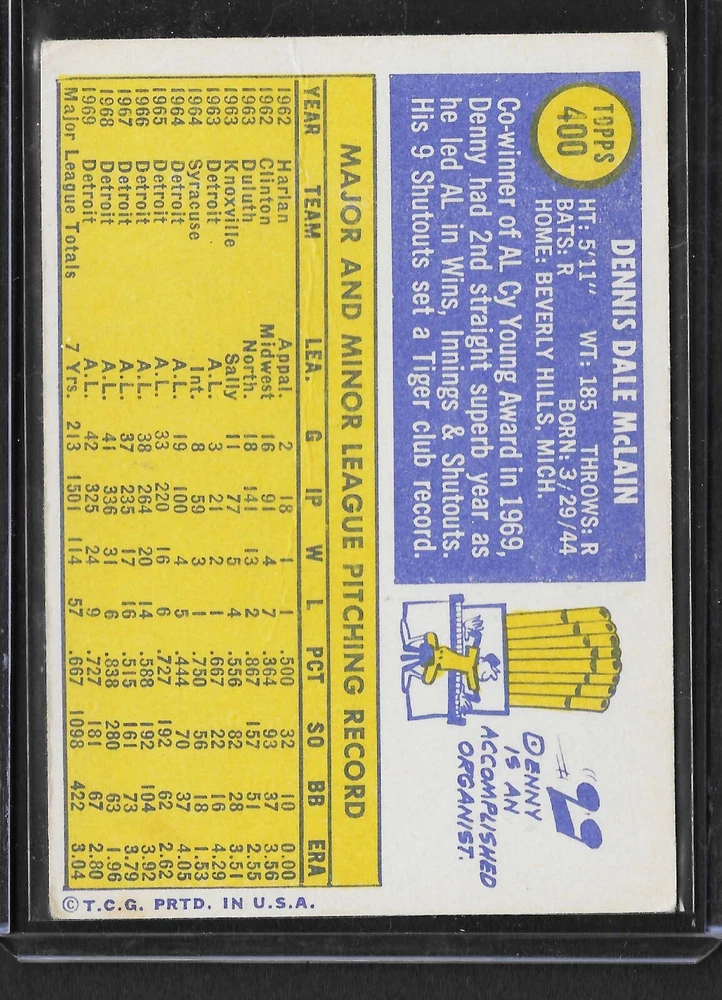 TOPPS
400
DENNIS DALE McLAIN
HT: 5'11" WT: 185 THROWS: R
BATS: R BORN: 3/29/44
HOME: BEVERLY HILLS, MICH.
Co-winner of AL Cy Young Award in 1969,
Denny had 2nd straight superb year as
he led AL in Wins, Innings & Shutouts.
His 9 Shutouts set a Tiger club record.
DENNY
IS AN
ACCOMPLISHED
ORGANIST.
MAJOR AND MINOR LEAGUE PITCHING RECORD
YEAR TEAM LEA. G IP W L PCT SO BB ERA
1962 Harlan Appal. 2 18 1 1 .500 32 10 0.00
1962 Clinton Midwest 16 91 4 7 .364 93 37 3.56
1963 Duluth North. 18 141 13 2 .867 157 51 2.55
1963 Knoxville Sally 11 77 5 4 .556 82 28 3.51
1963 Detroit A.L. 3 21 2 1 .667 22 16 4.29
1964 Syracuse Int. 8 59 3 1 .750 56 18 1.53
1964 Detroit A.L. 19 100 4 5 .444 70 37 4.05
1965 Detroit A.L. 33 220 16 6 .727 192 62 2.62
1966 Detroit A.L. 38 264 20 14 .588 192 104 3.92
1967 Detroit A.L. 37 235 17 16 .515 161 73 3.79
1968 Detroit A.L. 41 336 31 6 .838 280 63 1.96
1969 Detroit A.L. 42 325 24 9 .727 181 67 2.80
Major League Totals 7 Yrs. 213 1501 114 57 .667 1098 422 3.04
© T.C.G. PRTD. IN U.S.A.